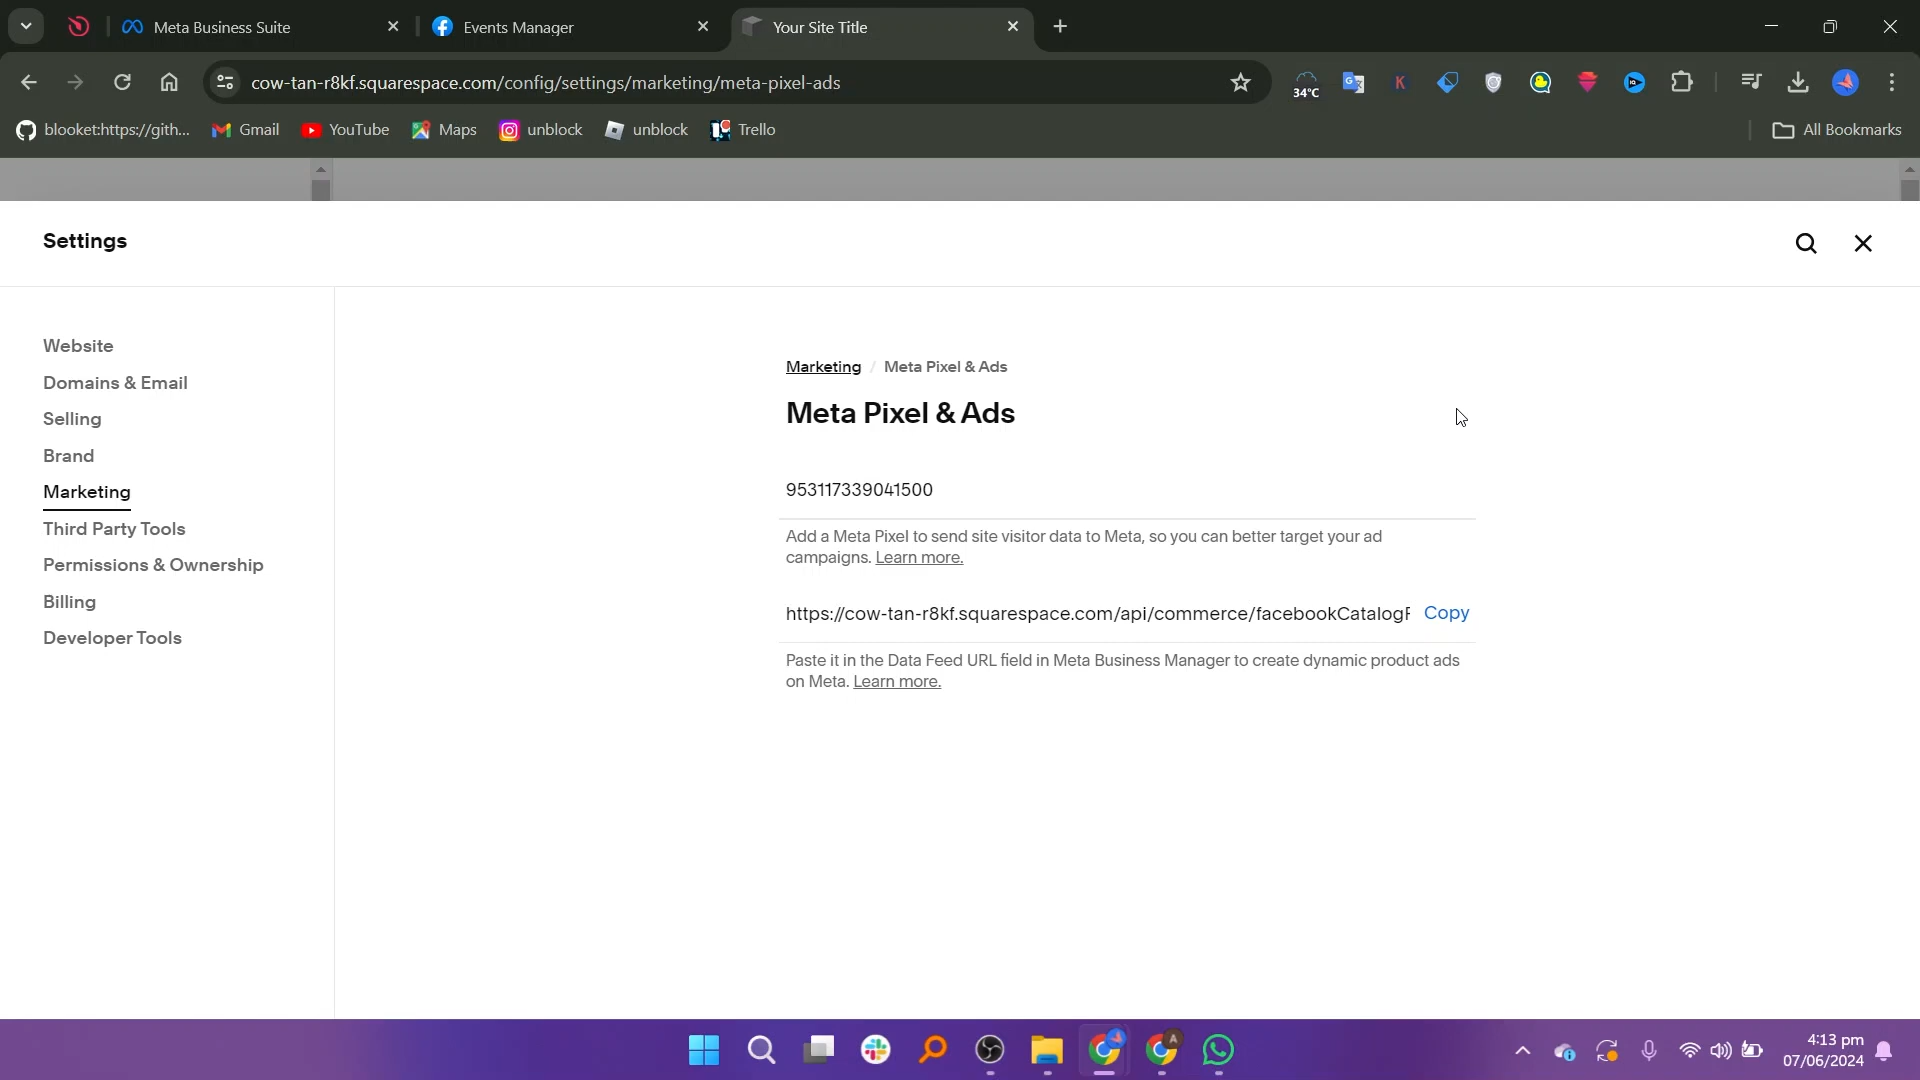 Meta Business Suite
Events Manager
Your Site Title
cow-tan-r8kf.squarespace.com/config/settings/marketing/meta-pixel-ads
34°C
blooket:https://gith...
Gmail
YouTube
Maps
unblock
unblock
Trello
All Bookmarks
Settings
Website
Domains & Email
Selling
Brand
Marketing
Third Party Tools
Permissions & Ownership
Billing
Developer Tools
Marketing / Meta Pixel & Ads
Meta Pixel & Ads
953117339041500
Add a Meta Pixel to send site visitor data to Meta, so you can better target your ad
campaigns. Learn more.
https://cow-tan-r8kf.squarespace.com/api/commerce/facebookCatalogF Copy
Paste it in the Data Feed URL field in Meta Business Manager to create dynamic product ads
on Meta. Learn more.
4:13 pm
07/06/2024